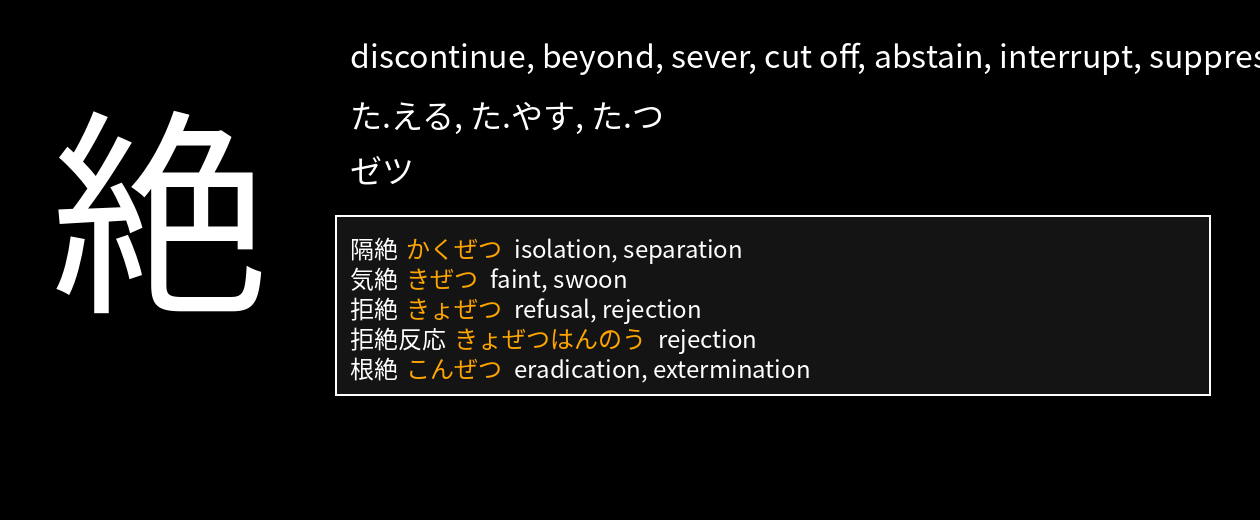 絶
discontinue, beyond, sever, cut off, abstain, interrupt, suppres
た.える, た.やす, た.つ
ゼツ
隔絶 かくぜつ isolation, separation
気絶 きぜつ faint, swoon
拒絶 きょぜつ refusal, rejection
拒絶反応 きょぜつはんのう rejection
根絶 こんぜつ eradication, extermination